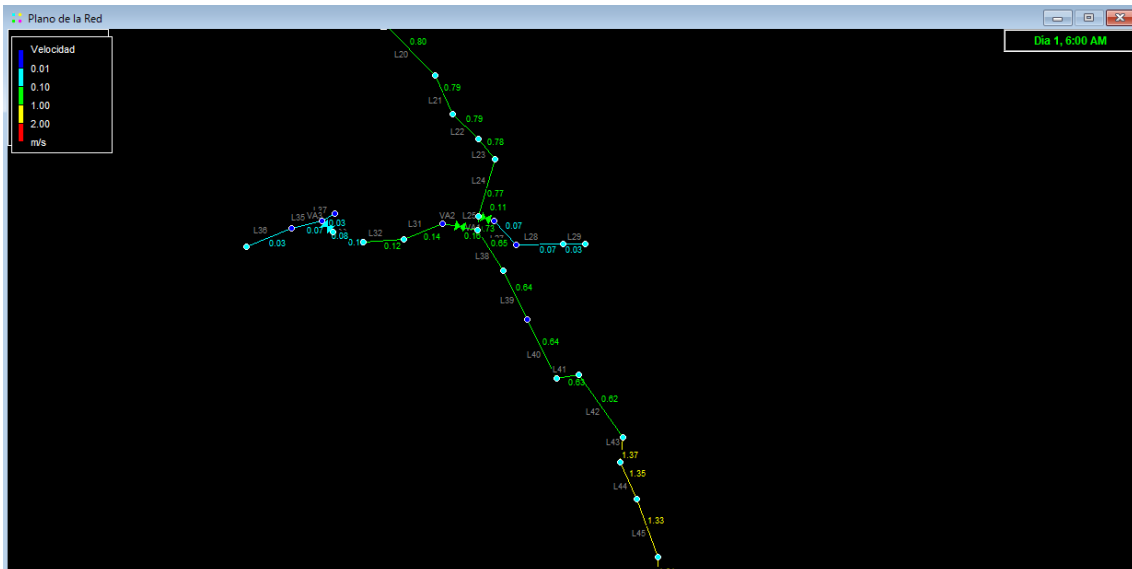 Plano de la Red
Dia 1, 6:00 AM
Velocidad
0.01
0.10
1.00
2.00
m/s
0.80
L20
0.79
L21
0.79
L22
0.78
L23
L24
0.77
0.11
L25
VA2
L31
0.14
0.10
0.65
0.07
L28
L29
0.07
0.03
L35
VA3
L36
0.03
0.07
0.03
0.08
L32
0.12
L38
0.64
L39
0.64
L40
L41
0.63
0.62
L42
L43
1.37
1.35
L44
1.33
L45